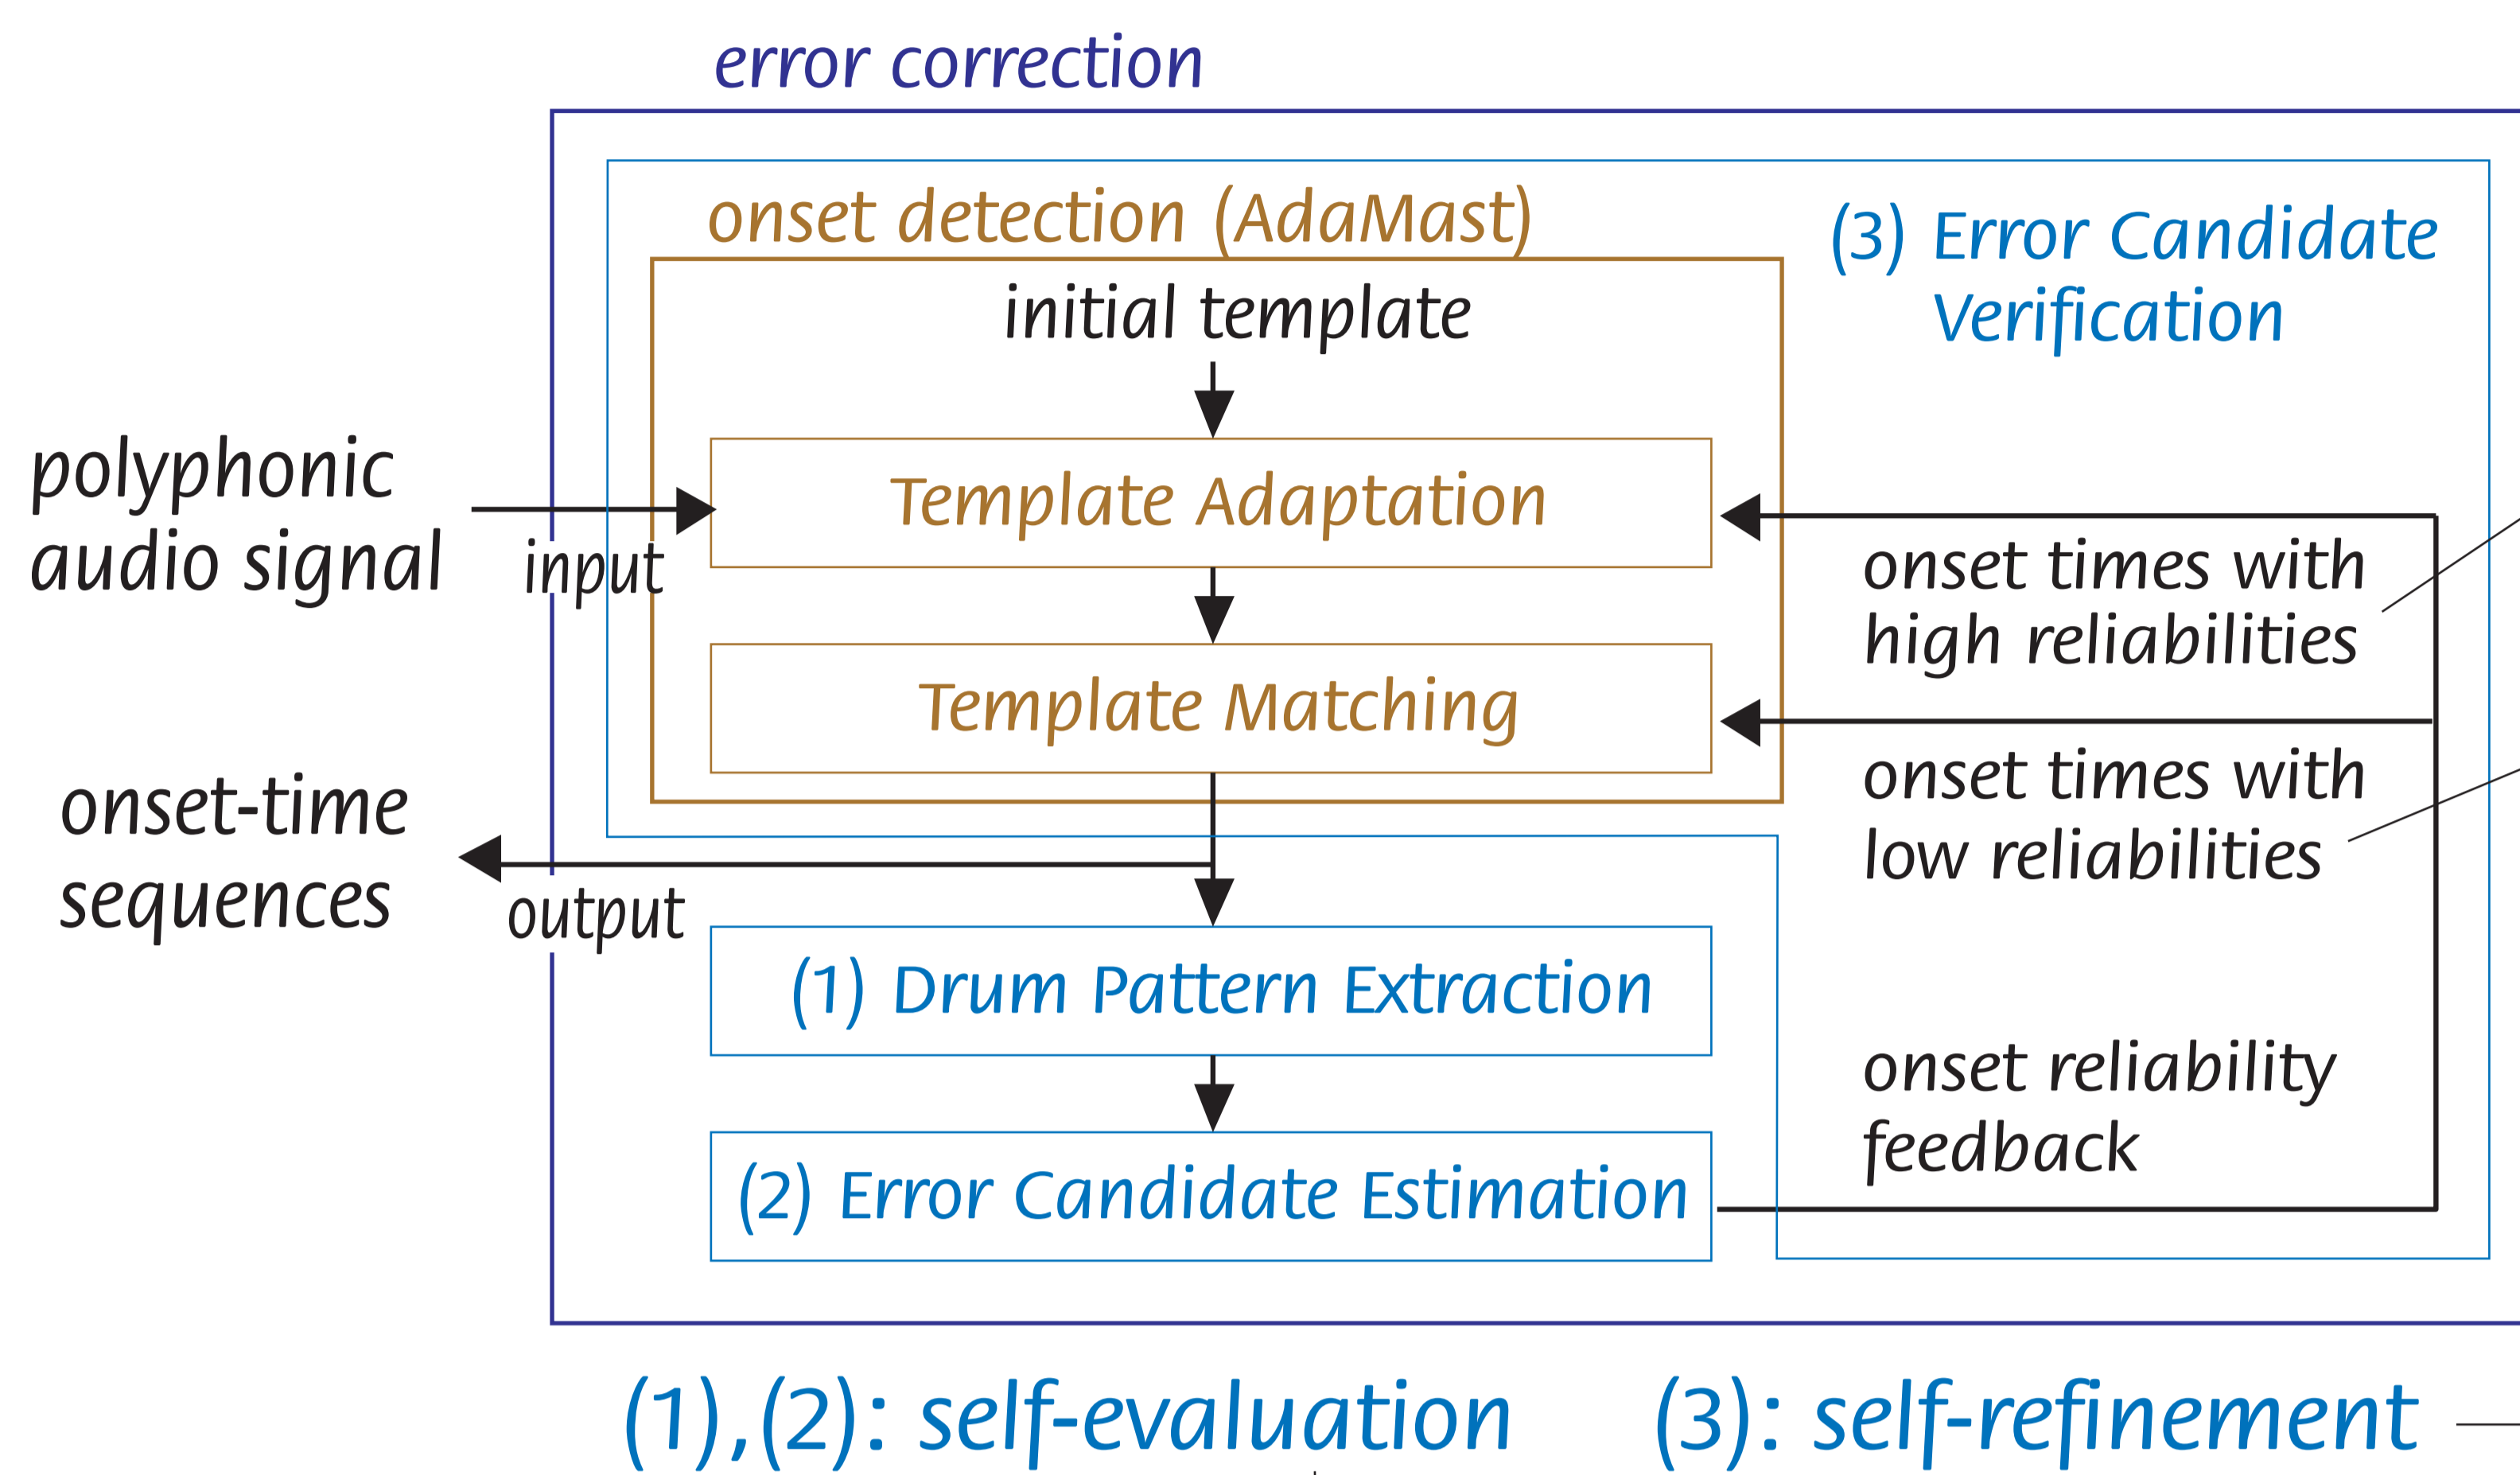 error correction
onset detection (AdaMast)
(3) Error Candidate
Verification
initial template
polyphonic
audio signal
input
Template Adaptation
onset times with
high reliabilities
Template Matching
onset times with
low reliabilities
onset-time
sequences
output
(1) Drum Pattern Extraction
onset reliability
feedback
(2) Error Candidate Estimation
(1),(2): self-evaluation
(3): self-refinement